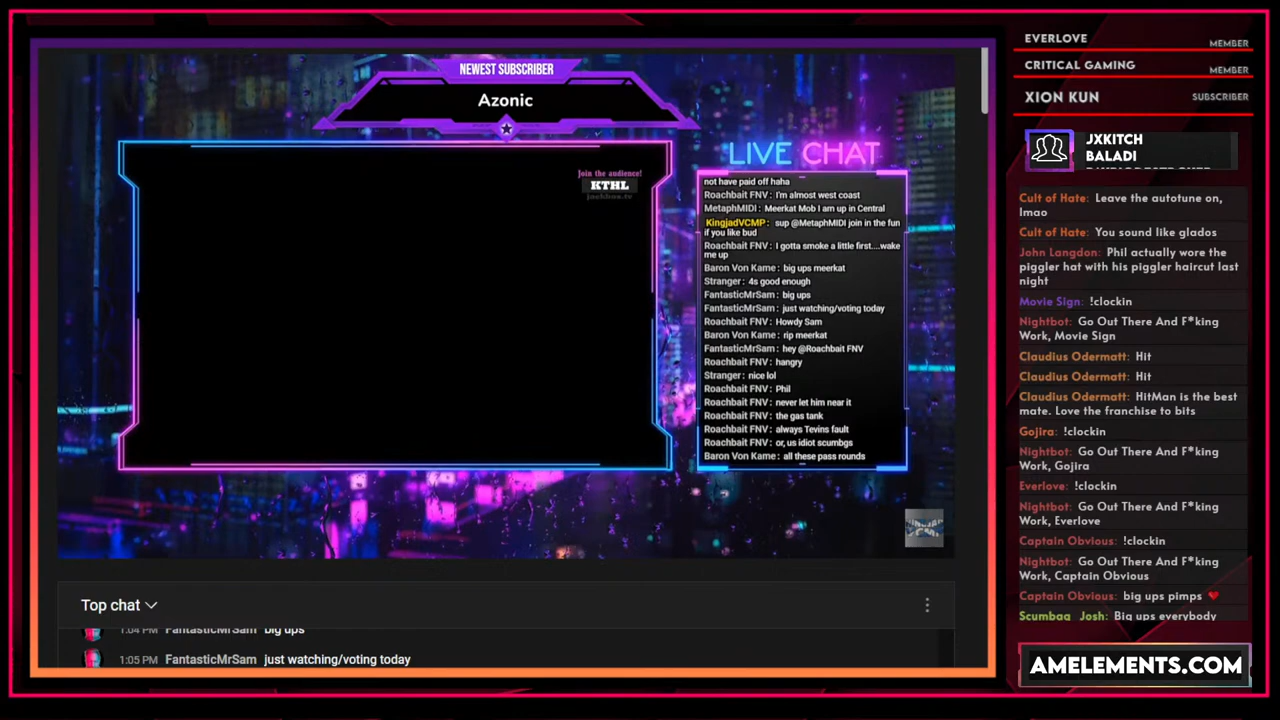 NEWEST SUBSCRIBER
Azonic
Join the audience!
KTHL
jackbox.tv
LIVE CHAT
not have paid off haha
Roachbait FNV : I'm almost west coast
MetaphMIDI : Meerkat Mob I am up in Central
KingjadVCMP : sup @MetaphMIDI join in the fun
if you like bud
Roachbait FNV : I gotta smoke a little first....wake
me up
Baron Von Kame : big ups meerkat
Stranger : 4s good enough
FantasticMrSam : big ups
FantasticMrSam : just watching/voting today
Roachbait FNV : Howdy Sam
Baron Von Kame : rip meerkat
FantasticMrSam : hey @Roachbait FNV
Roachbait FNV : hangry
Stranger : nice lol
Roachbait FNV : Phil
Roachbait FNV : never let him near it
Roachbait FNV : the gas tank
Roachbait FNV : always Tevins fault
Roachbait FNV : or, us idiot scumbgs
Baron Von Kame : all these pass rounds
Top chat
1:04 PM FantasticMrSam big ups
1:05 PM FantasticMrSam just watching/voting today
EVERLOVE MEMBER
CRITICAL GAMING MEMBER
XION KUN SUBSCRIBER
JXKITCH
BALADI
Cult of Hate: Leave the autotune on,
lmao
Cult of Hate: You sound like glados
John Langdon: Phil actually wore the
piggler hat with his piggler haircut last
night
Movie Sign: !clockin
Nightbot: Go Out There And F*king
Work, Movie Sign
Claudius Odermatt: Hit
Claudius Odermatt: Hit
Claudius Odermatt: HitMan is the best
mate. Love the franchise to bits
Gojira: !clockin
Nightbot: Go Out There And F*king
Work, Gojira
Everlove: !clockin
Nightbot: Go Out There And F*king
Work, Everlove
Captain Obvious: !clockin
Nightbot: Go Out There And F*king
Work, Captain Obvious
Captain Obvious: big ups pimps ❤
Scumbag Josh: Big ups everybody
AMELEMENTS.COM